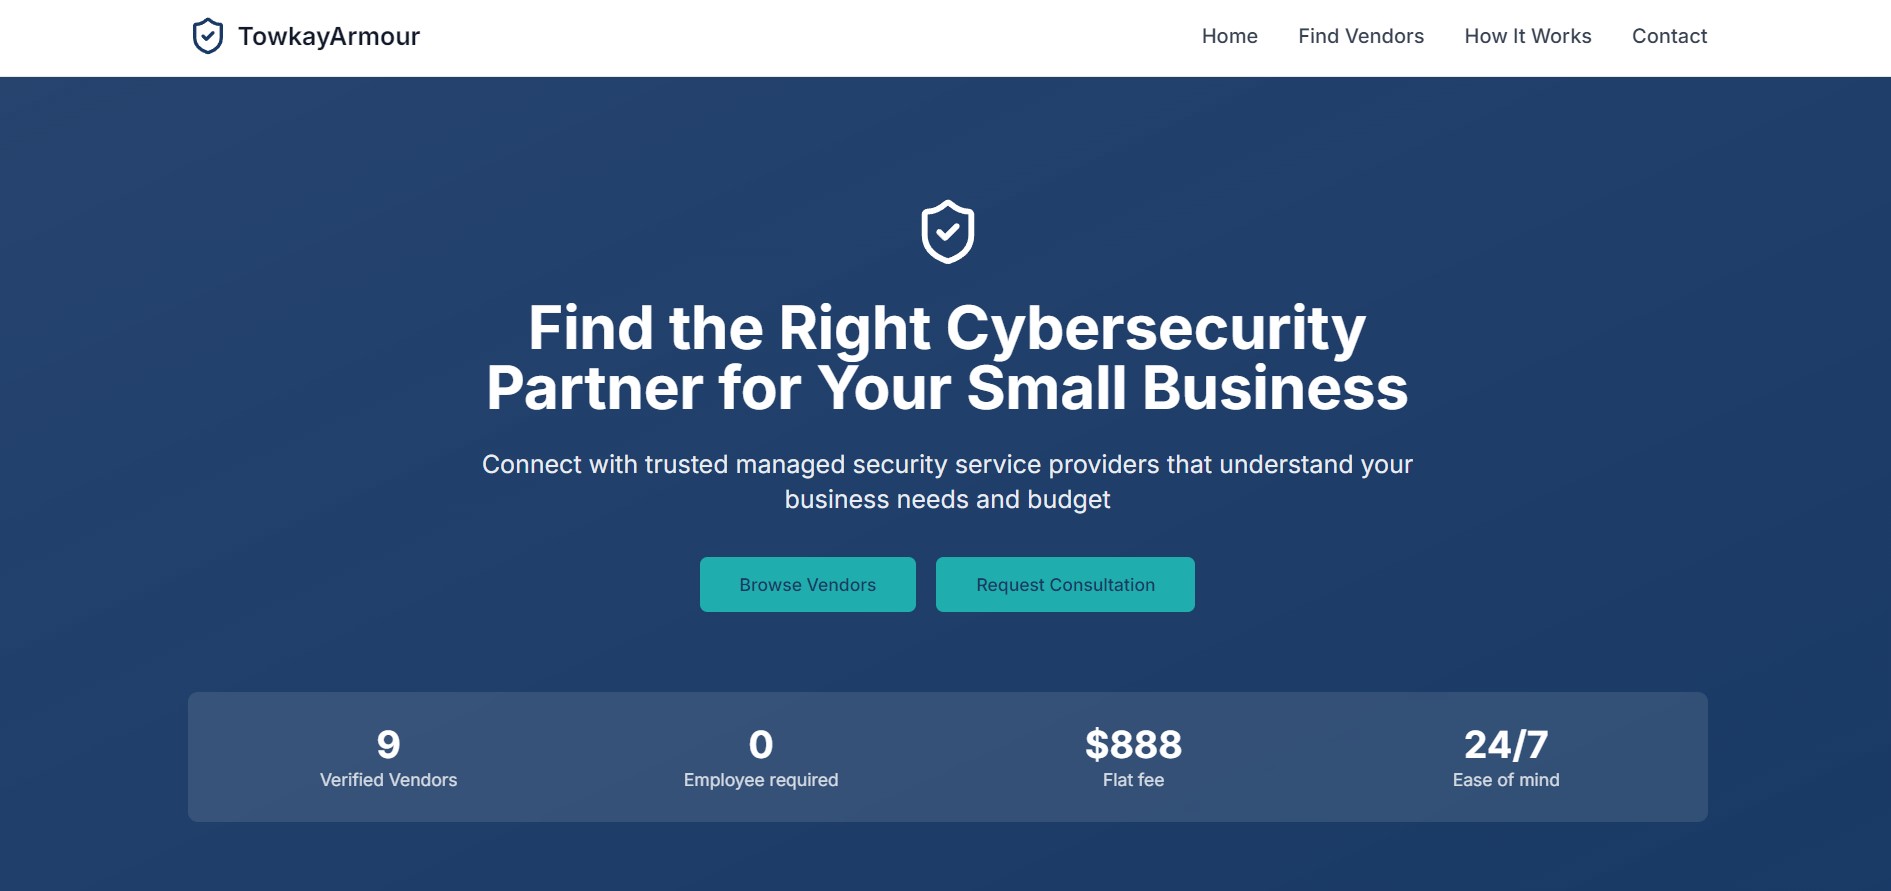 TowkayArmour
Home
Find Vendors
How It Works
Contact
Find the Right Cybersecurity
Partner for Your Small Business
Connect with trusted managed security service providers that understand your
business needs and budget
Browse Vendors
Request Consultation
9
Verified Vendors
0
Employee required
$888
Flat fee
24/7
Ease of mind